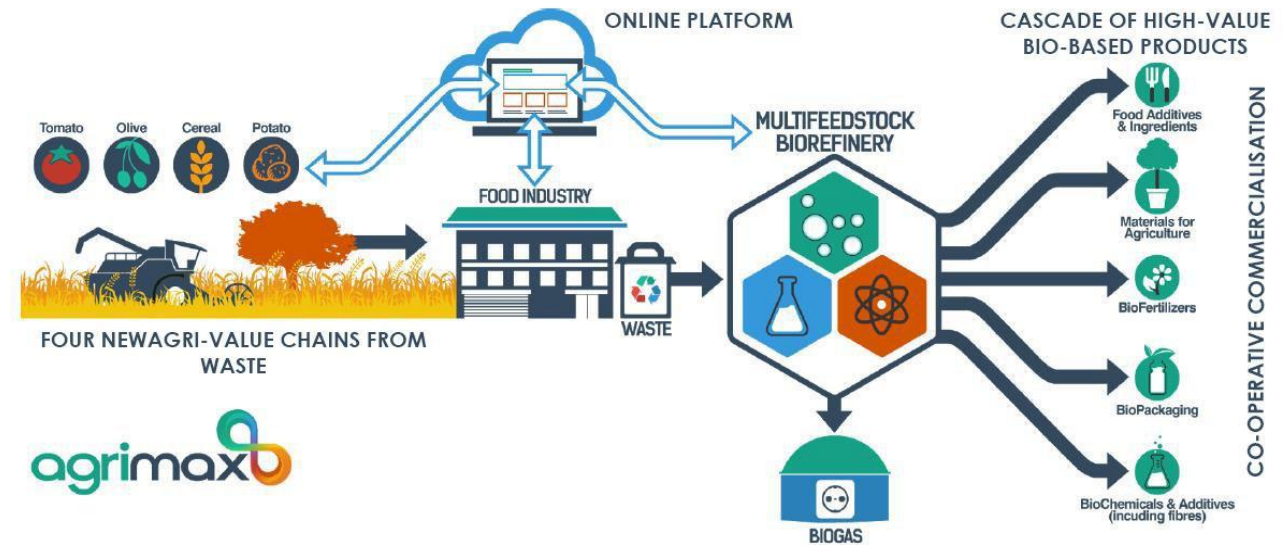 ONLINE PLATFORM
CASCADE OF HIGH-VALUE
BIO-BASED PRODUCTS
Tomato
Olive
Cereal
Potato
MULTIFEEDSTOCK
BIOREFINERY
FOOD INDUSTRY
WASTE
FOUR NEWAGRI-VALUE CHAINS FROM
WASTE
agrimax
BIOGAS
Food Additives
& Ingredients
Materials for
Agriculture
BioFertilizers
BioPackaging
BioChemicals & Additives
(incuding fibres)
CO-OPERATIVE COMMERCIALISATION